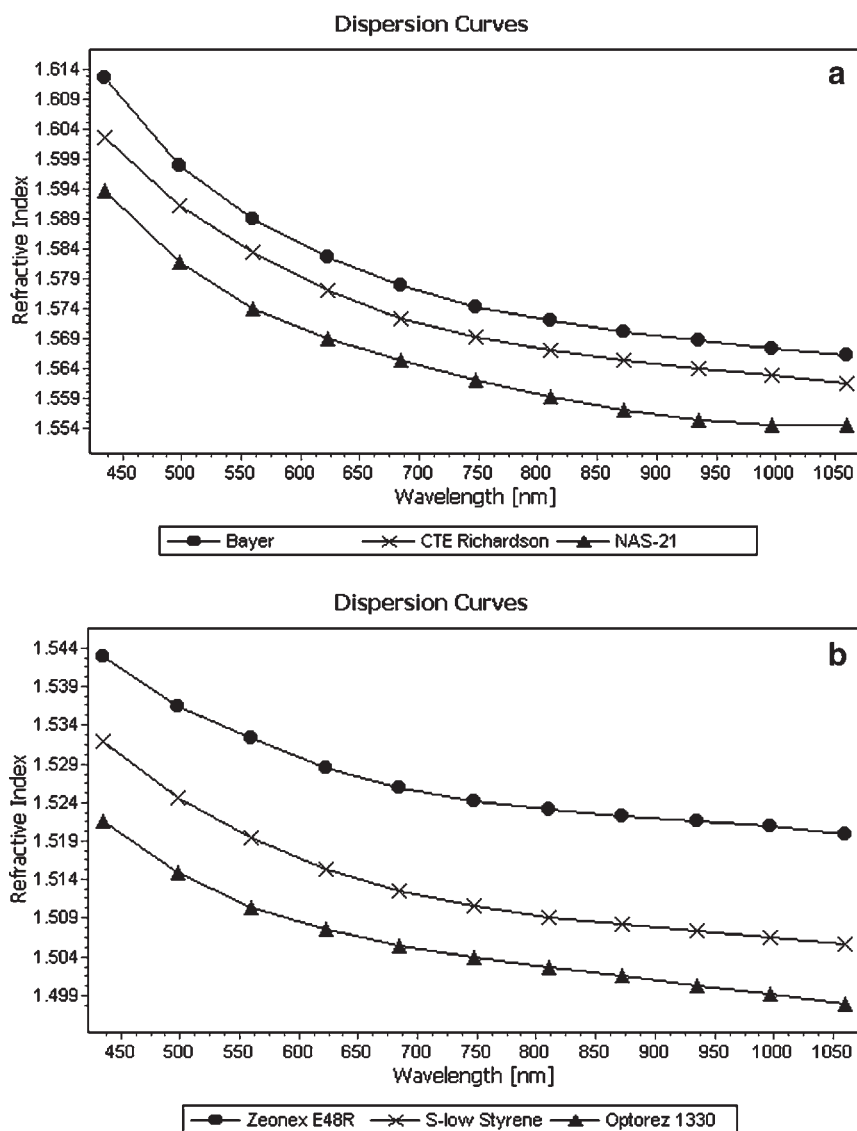 Dispersion Curves
a
1.614
1.609
1.604
1.599
1.594
1.589
1.584
1.579
1.574
1.569
1.564
1.559
1.554
Refractive Index
450 500 550 600 650 700 750 800 850 900 950 1000 1050
Wavelength [nm]
Bayer CTE Richardson NAS-21
Dispersion Curves
b
1.544
1.539
1.534
1.529
1.524
1.519
1.514
1.509
1.504
1.499
Refractive Index
450 500 550 600 650 700 750 800 850 900 950 1000 1050
Wavelength [nm]
Zeonex E48R S-low Styrene Optorez 1330